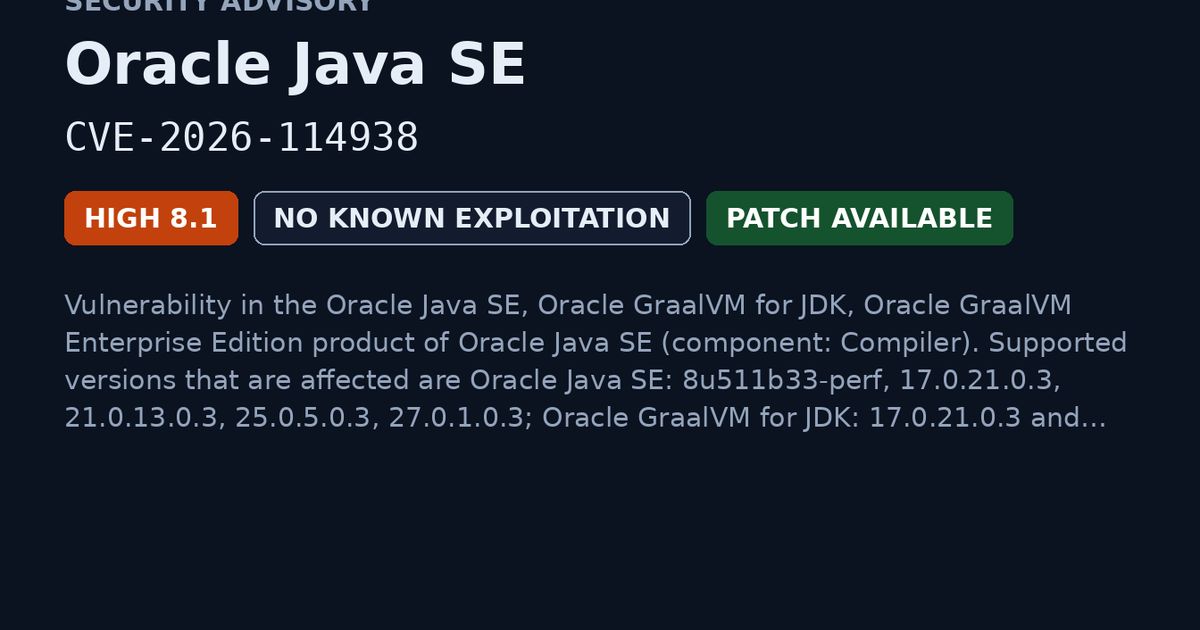 SECURITY ADVISORY
Oracle Java SE
CVE-2026-114938
HIGH 8.1
NO KNOWN EXPLOITATION
PATCH AVAILABLE
Vulnerability in the Oracle Java SE, Oracle GraalVM for JDK, Oracle GraalVM
Enterprise Edition product of Oracle Java SE (component: Compiler). Supported
versions that are affected are Oracle Java SE: 8u511b33-perf, 17.0.21.0.3,
21.0.13.0.3, 25.0.5.0.3, 27.0.1.0.3; Oracle GraalVM for JDK: 17.0.21.0.3 and...